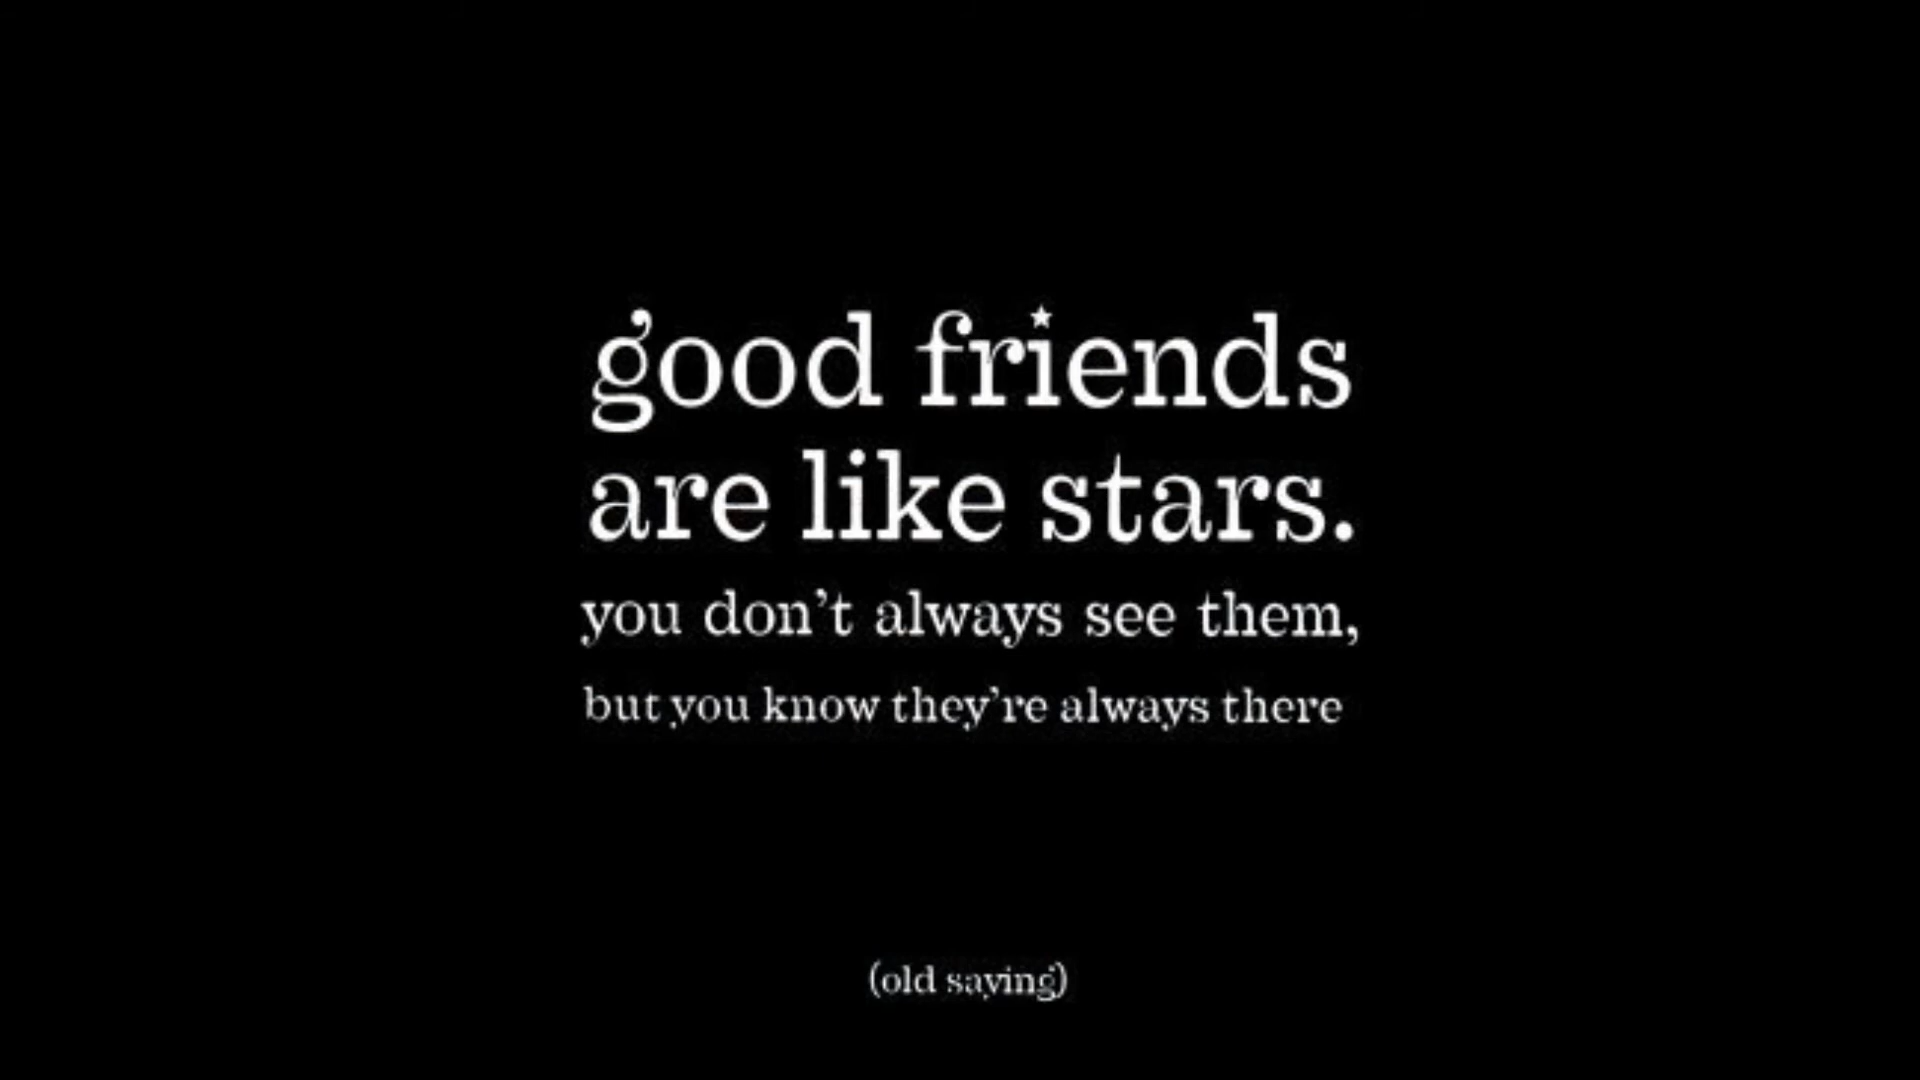 good friends
are like stars.
you don’t always see them,
but you know they’re always there
(old saying)